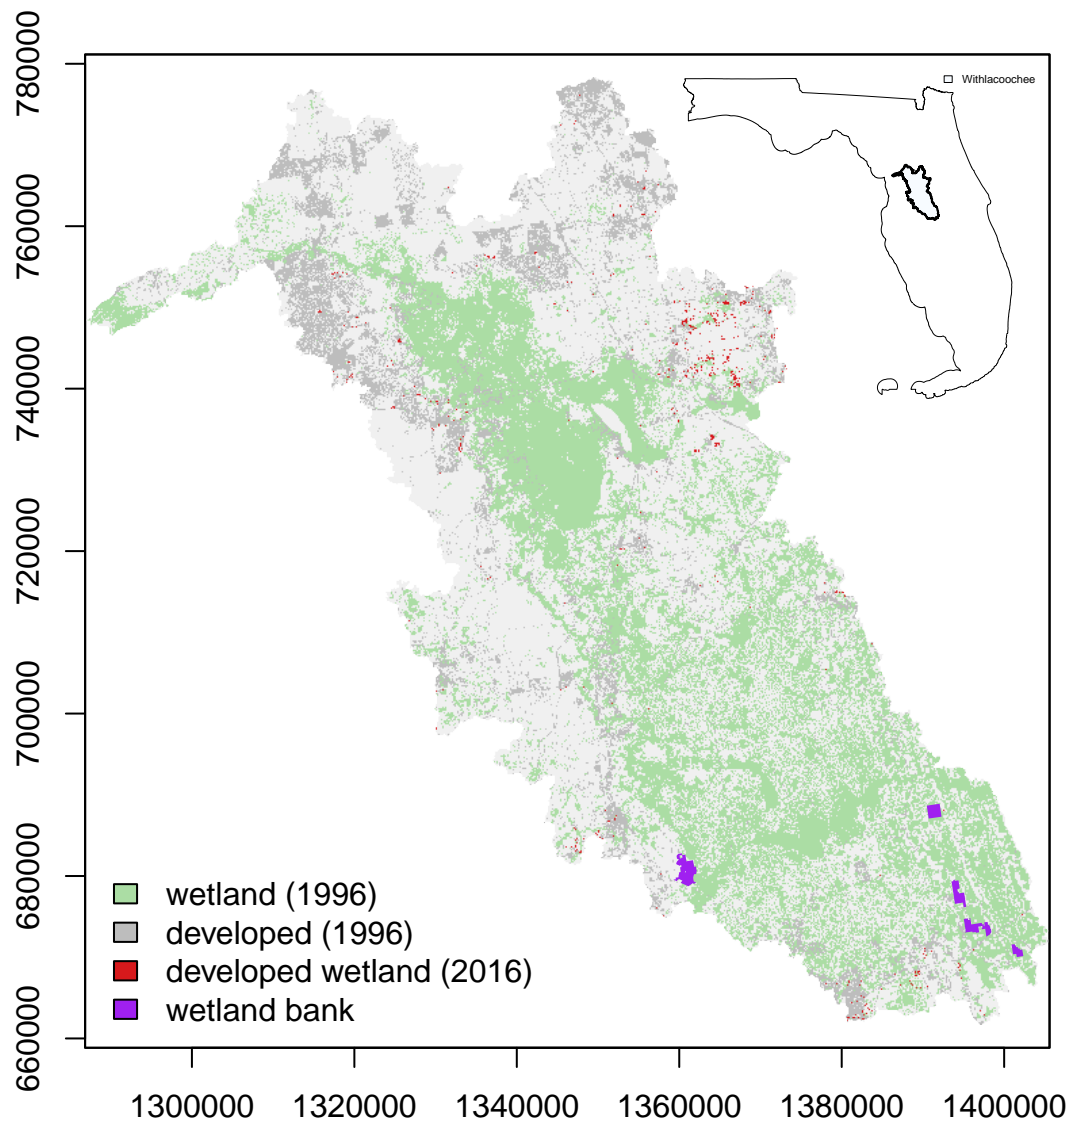 Withlacoochee
780000
760000
740000
720000
700000
680000
660000
wetland (1996)
developed (1996)
developed wetland (2016)
wetland bank
1300000 1320000 1340000 1360000 1380000 1400000